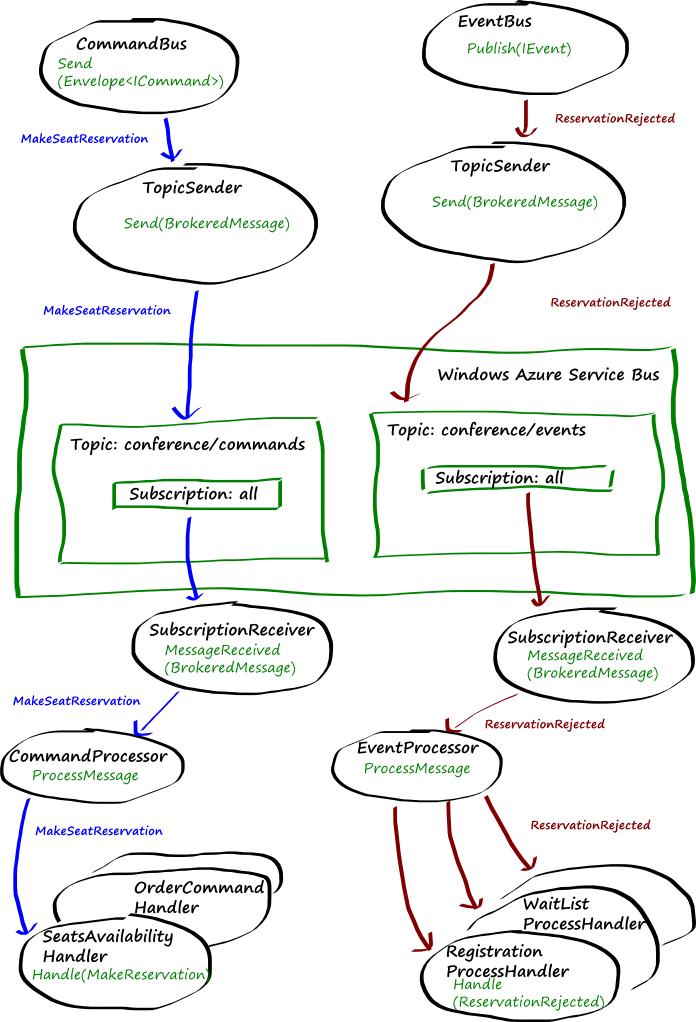 CommandBus
Send
(Envelope<ICommand>)
EventBus
Publish(IEvent)
MakeSeatReservation
ReservationRejected
TopicSender
Send(BrokeredMessage)
TopicSender
Send(BrokeredMessage)
MakeSeatReservation
ReservationRejected
Windows Azure Service Bus
Topic: conference/commands
Subscription: all
Topic: conference/events
Subscription: all
SubscriptionReceiver
MessageReceived
(BrokeredMessage)
SubscriptionReceiver
MessageReceived
(BrokeredMessage)
MakeSeatReservation
ReservationRejected
CommandProcessor
ProcessMessage
EventProcessor
ProcessMessage
MakeSeatReservation
ReservationRejected
OrderCommand
Handler
SeatsAvailability
Handler
Handle(MakeReservation)
WaitList
ProcessHandler
Registration
ProcessHandler
Handle
(ReservationRejected)